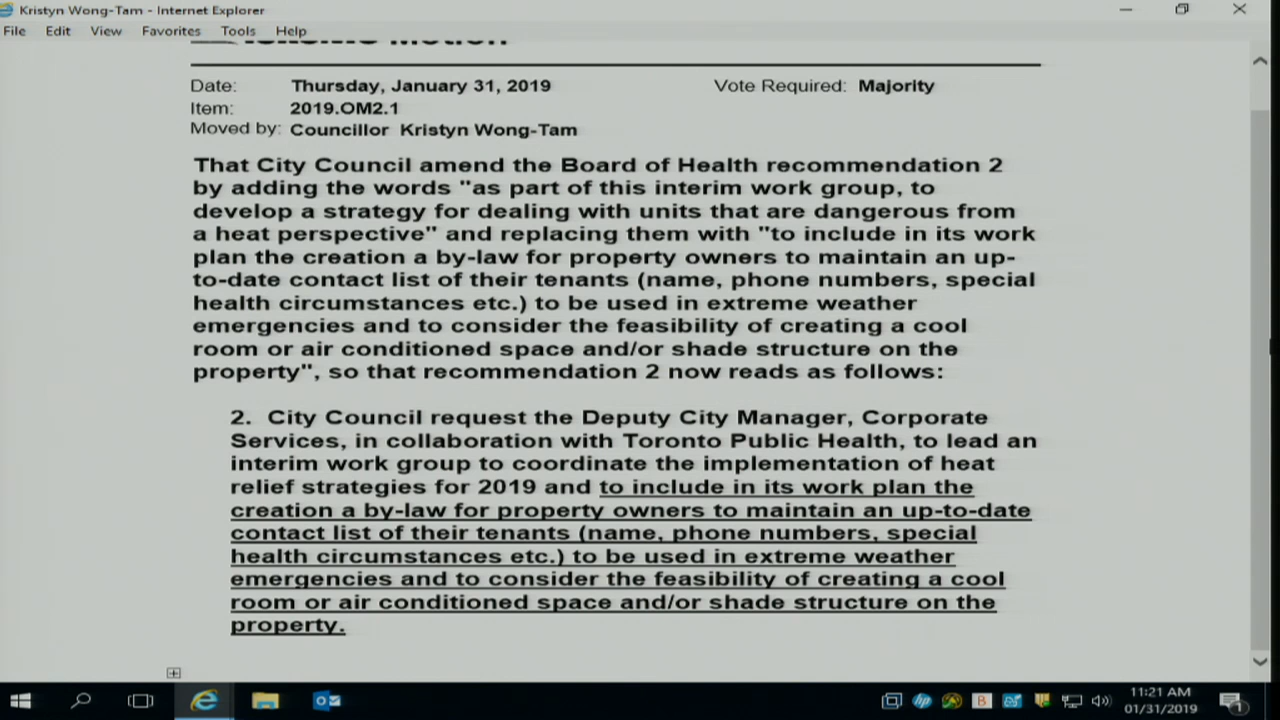 Kristyn Wong-Tam - Internet Explorer
File Edit View Favorites Tools Help
Motion
Date: Thursday, January 31, 2019 Vote Required: Majority
Item: 2019.OM2.1
Moved by: Councillor Kristyn Wong-Tam
That City Council amend the Board of Health recommendation 2
by adding the words "as part of this interim work group, to
develop a strategy for dealing with units that are dangerous from
a heat perspective" and replacing them with "to include in its work
plan the creation a by-law for property owners to maintain an up-
to-date contact list of their tenants (name, phone numbers, special
health circumstances etc.) to be used in extreme weather
emergencies and to consider the feasibility of creating a cool
room or air conditioned space and/or shade structure on the
property", so that recommendation 2 now reads as follows:
2. City Council request the Deputy City Manager, Corporate
Services, in collaboration with Toronto Public Health, to lead an
interim work group to coordinate the implementation of heat
relief strategies for 2019 and to include in its work plan the
creation a by-law for property owners to maintain an up-to-date
contact list of their tenants (name, phone numbers, special
health circumstances etc.) to be used in extreme weather
emergencies and to consider the feasibility of creating a cool
room or air conditioned space and/or shade structure on the
property.
11:21 AM
01/31/2019